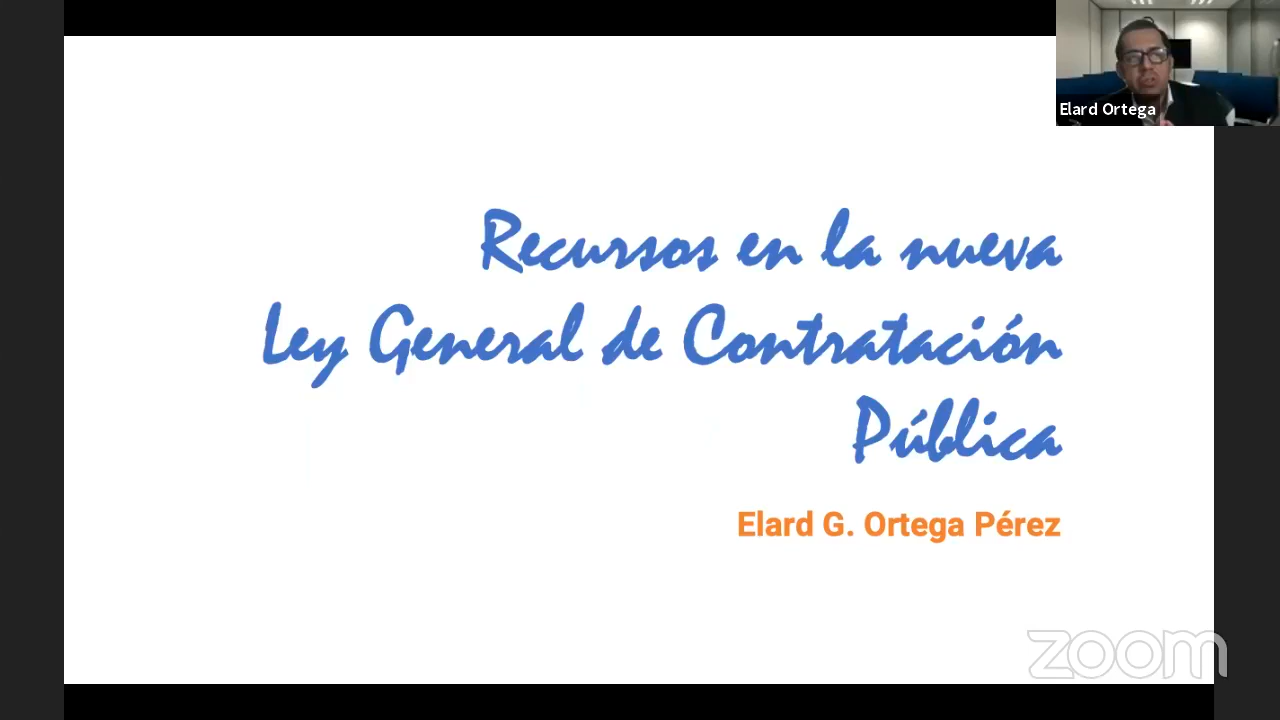 Elard Ortega
Recursos en la nueva
Ley General de Contratación
Pública
Elard G. Ortega Pérez
zoom